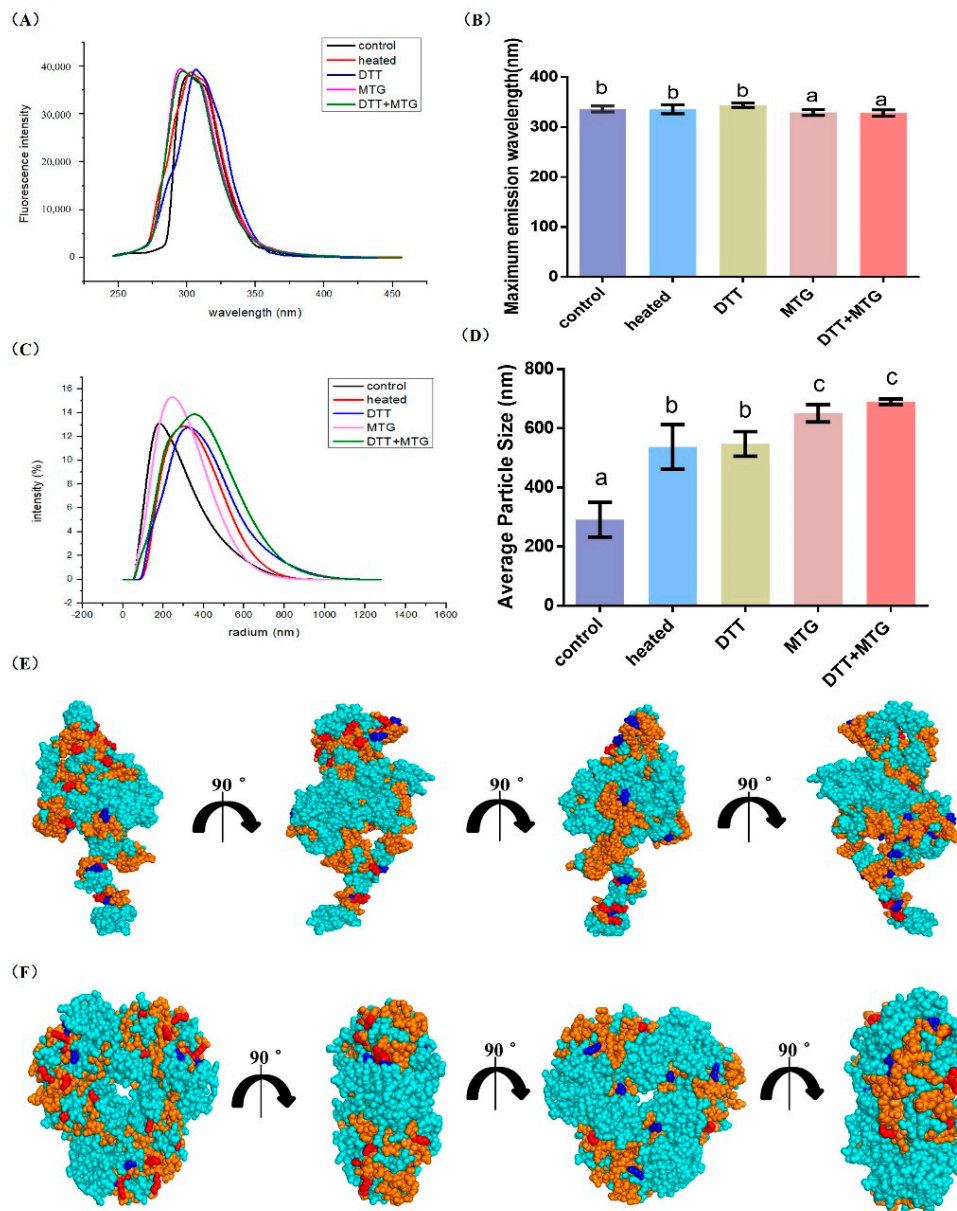 (A)
Fluorescence intensity
40,000
30,000
20,000
10,000
0
250 300 350 400 450
wavelength (nm)
control
heated
DTT
MTG
DTT+MTG
(B)
Maximum emission wavelength(nm)
400
300
200
100
0
b b b a a
control heated DTT MTG DTT+MTG
(C)
intensity (%)
16
14
12
10
8
6
4
2
0
-2
-200 0 200 400 600 800 1000 1200 1400 1600
radium (nm)
control
heated
DTT
MTG
DTT+MTG
(D)
Average Particle Size (nm)
800
600
400
200
0
a b b c c
control heated DTT MTG DTT+MTG
(E)
90 ° 90 ° 90 °
(F)
90 ° 90 ° 90 °